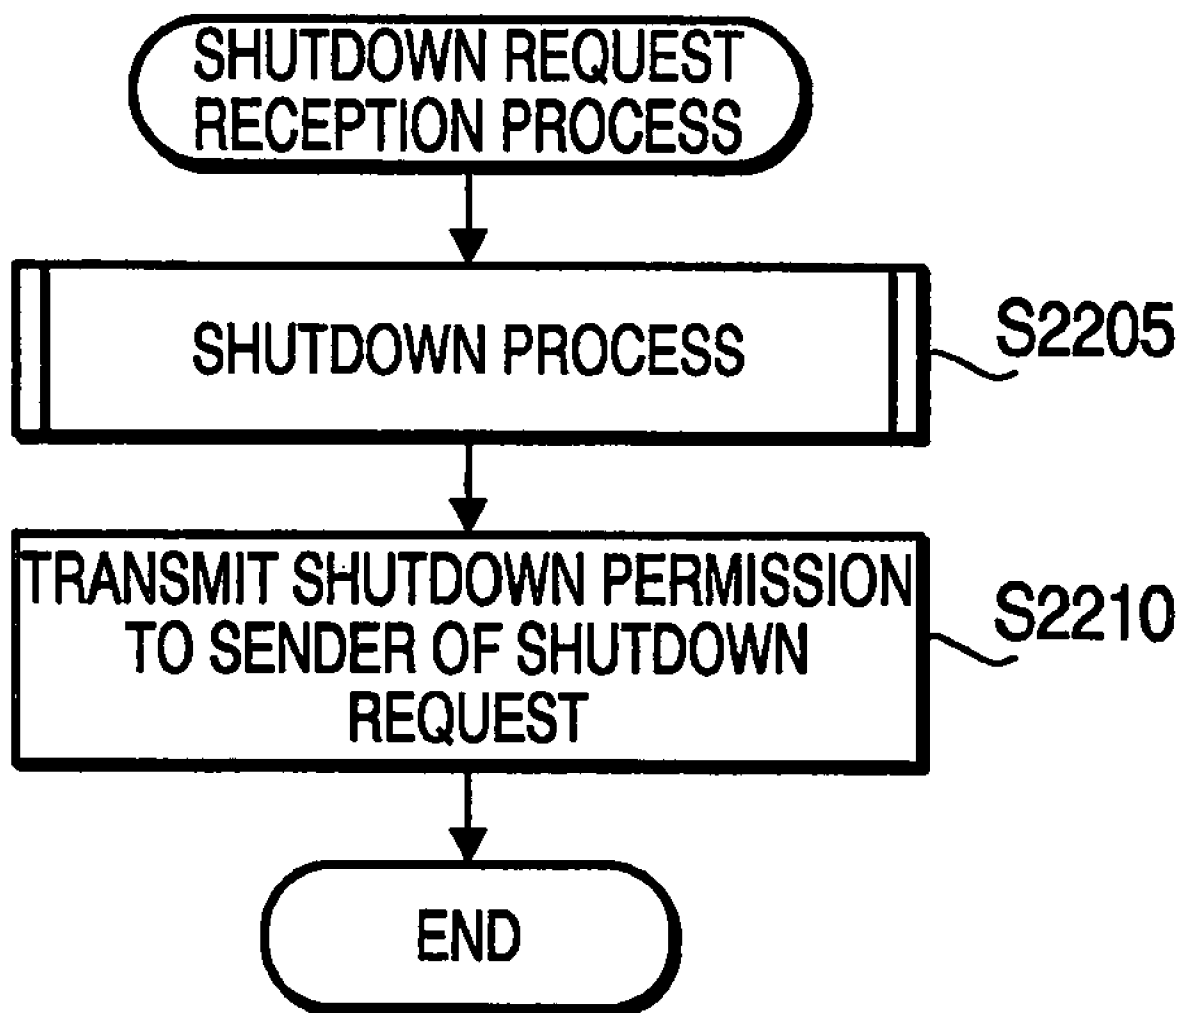 SHUTDOWN REQUEST
RECEPTION PROCESS
SHUTDOWN PROCESS
S2205
TRANSMIT SHUTDOWN PERMISSION
TO SENDER OF SHUTDOWN
REQUEST
S2210
END